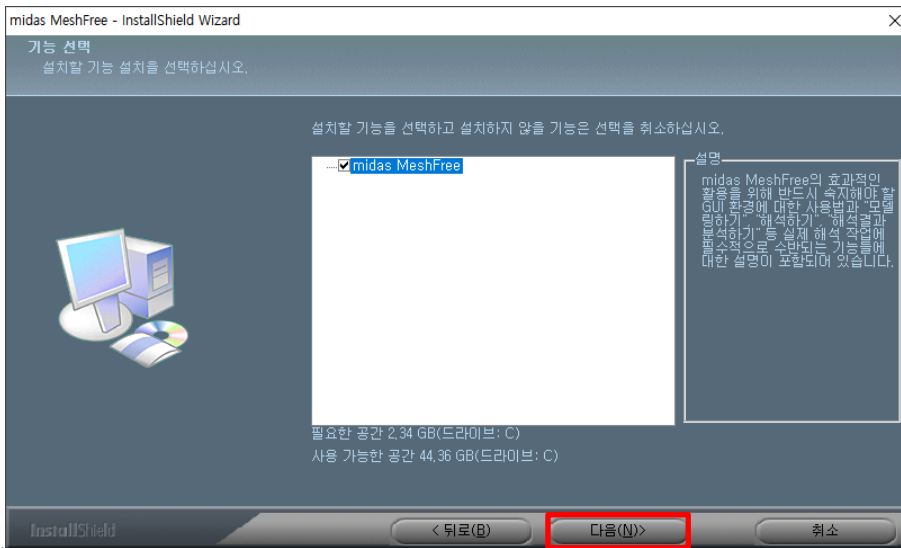 midas MeshFree - InstallShield Wizard
기능 선택
설치할 기능 설치를 선택하십시오.
설치할 기능을 선택하고 설치하지 않을 기능은 선택을 취소하십시오.
midas MeshFree
설명
midas MeshFree의 효과적인
활용을 위해 반드시 숙지해야 할
GUI 환경에 대한 사용법과 "모델
링하기", "해석하기", "해석결과
분석하기" 등 실제 해석 작업에
필수적으로 수반되는 기능들에
대한 설명이 포함되어 있습니다.
필요한 공간 2,34 GB(드라이브: C)
사용 가능한 공간 44,36 GB(드라이브: C)
InstallShield
< 뒤로(B)
다음(N)>
취소